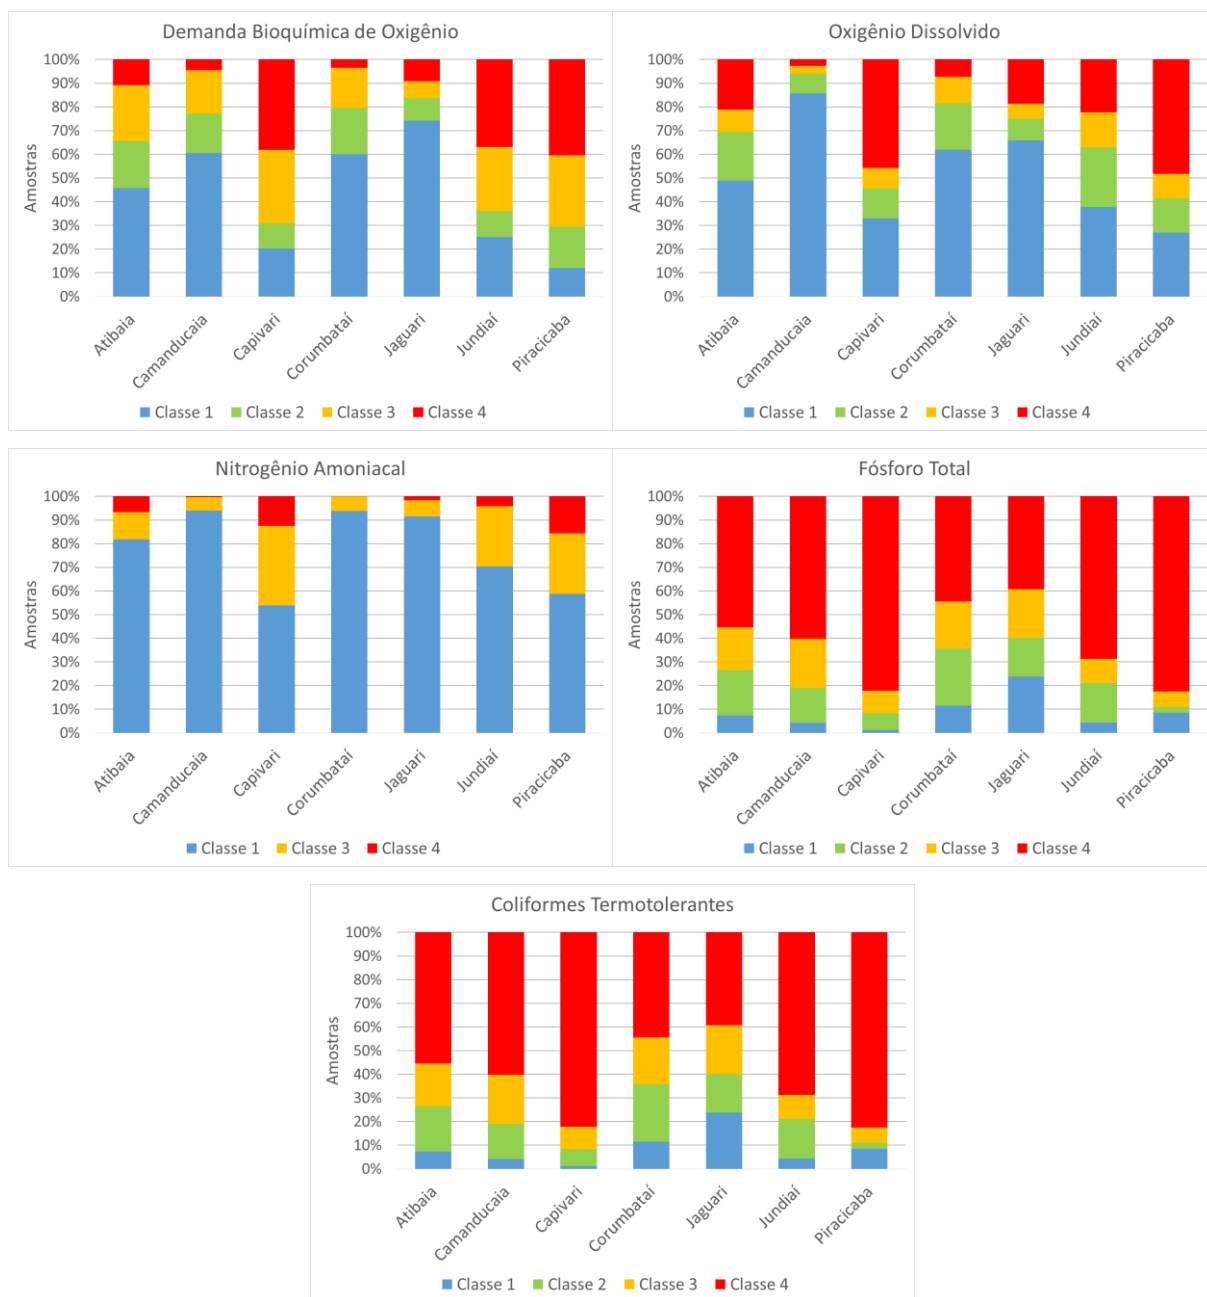 Demanda Bioquímica de Oxigênio
100%
90%
80%
70%
60%
50%
40%
30%
20%
10%
0%
Amostras
Atibaia
Camanducaia
Capivari
Corumbataí
Jaguari
Jundiaí
Piracicaba
Classe 1 Classe 2 Classe 3 Classe 4
Oxigênio Dissolvido
100%
90%
80%
70%
60%
50%
40%
30%
20%
10%
0%
Amostras
Atibaia
Camanducaia
Capivari
Corumbataí
Jaguari
Jundiaí
Piracicaba
Classe 1 Classe 2 Classe 3 Classe 4
Nitrogênio Amoniacal
100%
90%
80%
70%
60%
50%
40%
30%
20%
10%
0%
Amostras
Atibaia
Camanducaia
Capivari
Corumbataí
Jaguari
Jundiaí
Piracicaba
Classe 1 Classe 3 Classe 4
Fósforo Total
100%
90%
80%
70%
60%
50%
40%
30%
20%
10%
0%
Amostras
Atibaia
Camanducaia
Capivari
Corumbataí
Jaguari
Jundiaí
Piracicaba
Classe 1 Classe 2 Classe 3 Classe 4
Coliformes Termotolerantes
100%
90%
80%
70%
60%
50%
40%
30%
20%
10%
0%
Amostras
Atibaia
Camanducaia
Capivari
Corumbataí
Jaguari
Jundiaí
Piracicaba
Classe 1 Classe 2 Classe 3 Classe 4